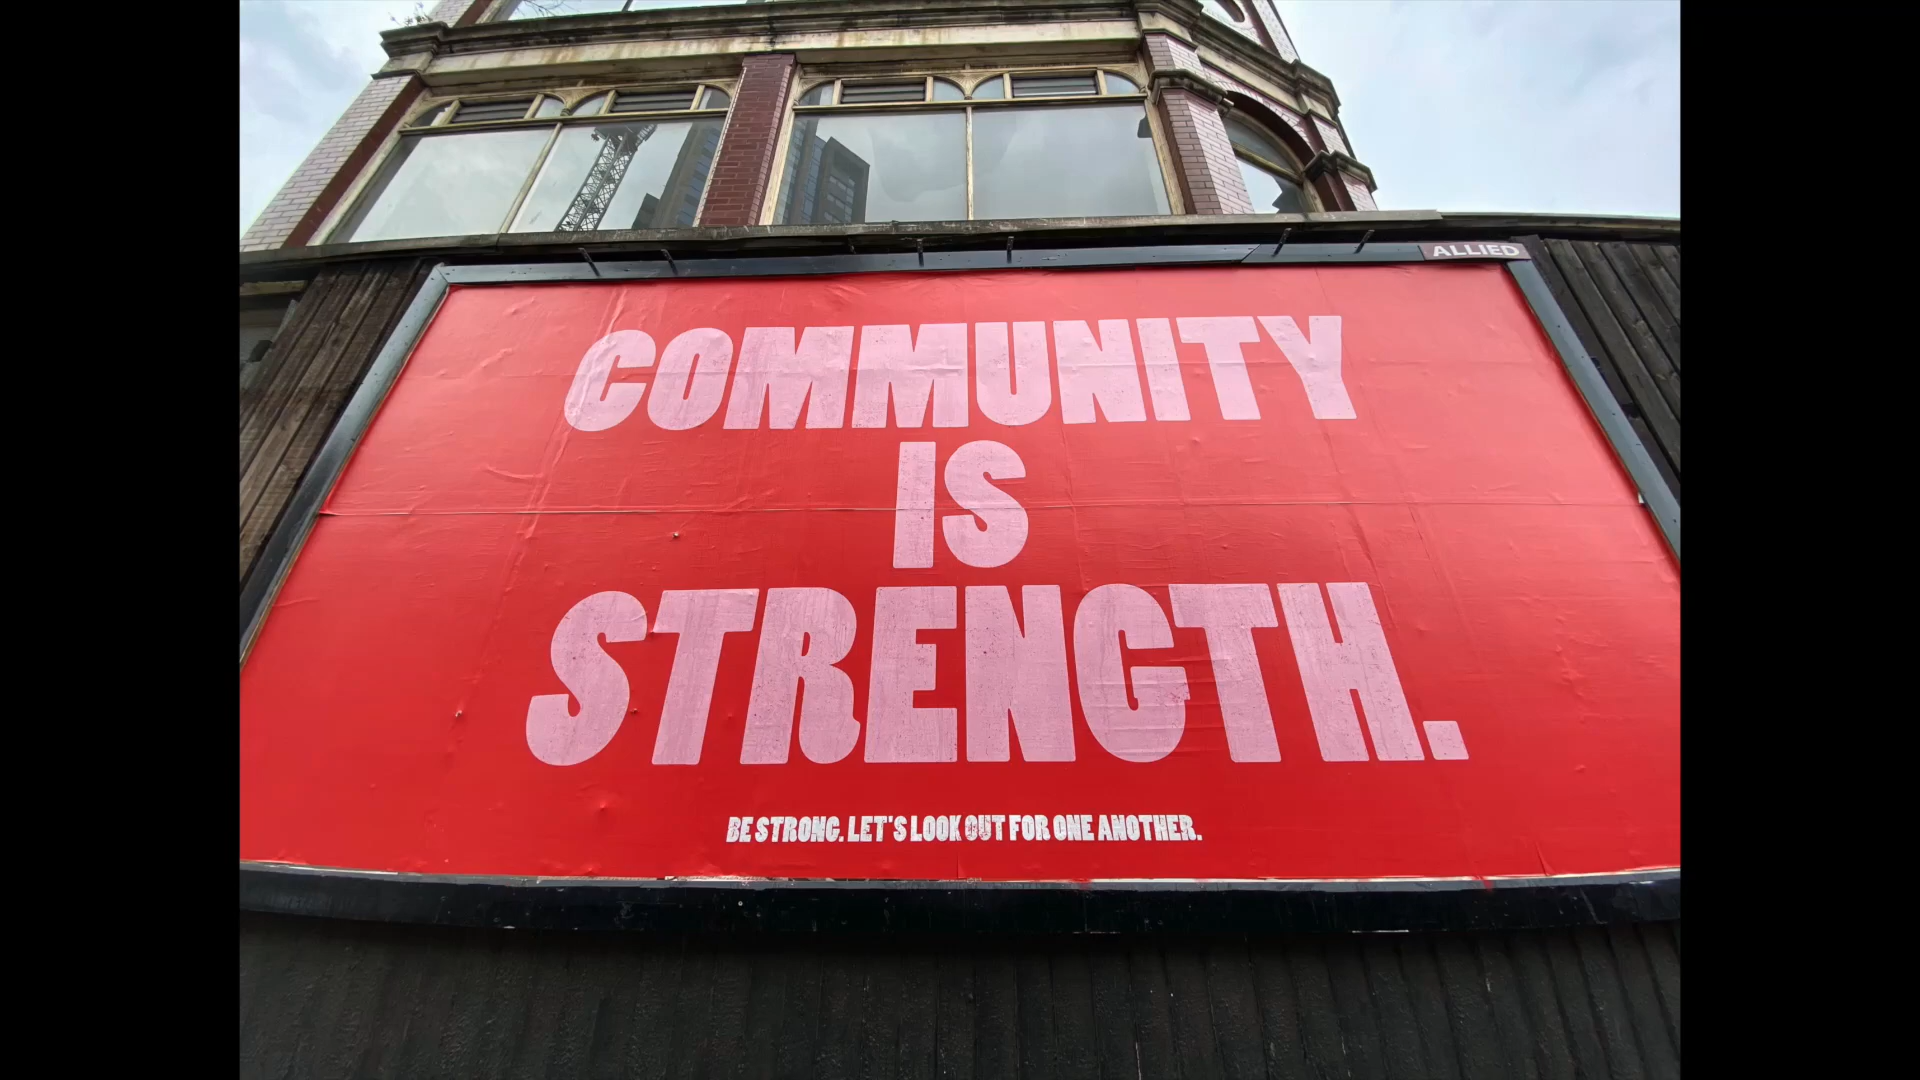 ALLIED
COMMUNITY
IS
STRENGTH.
BE STRONG. LET'S LOOK OUT FOR ONE ANOTHER.